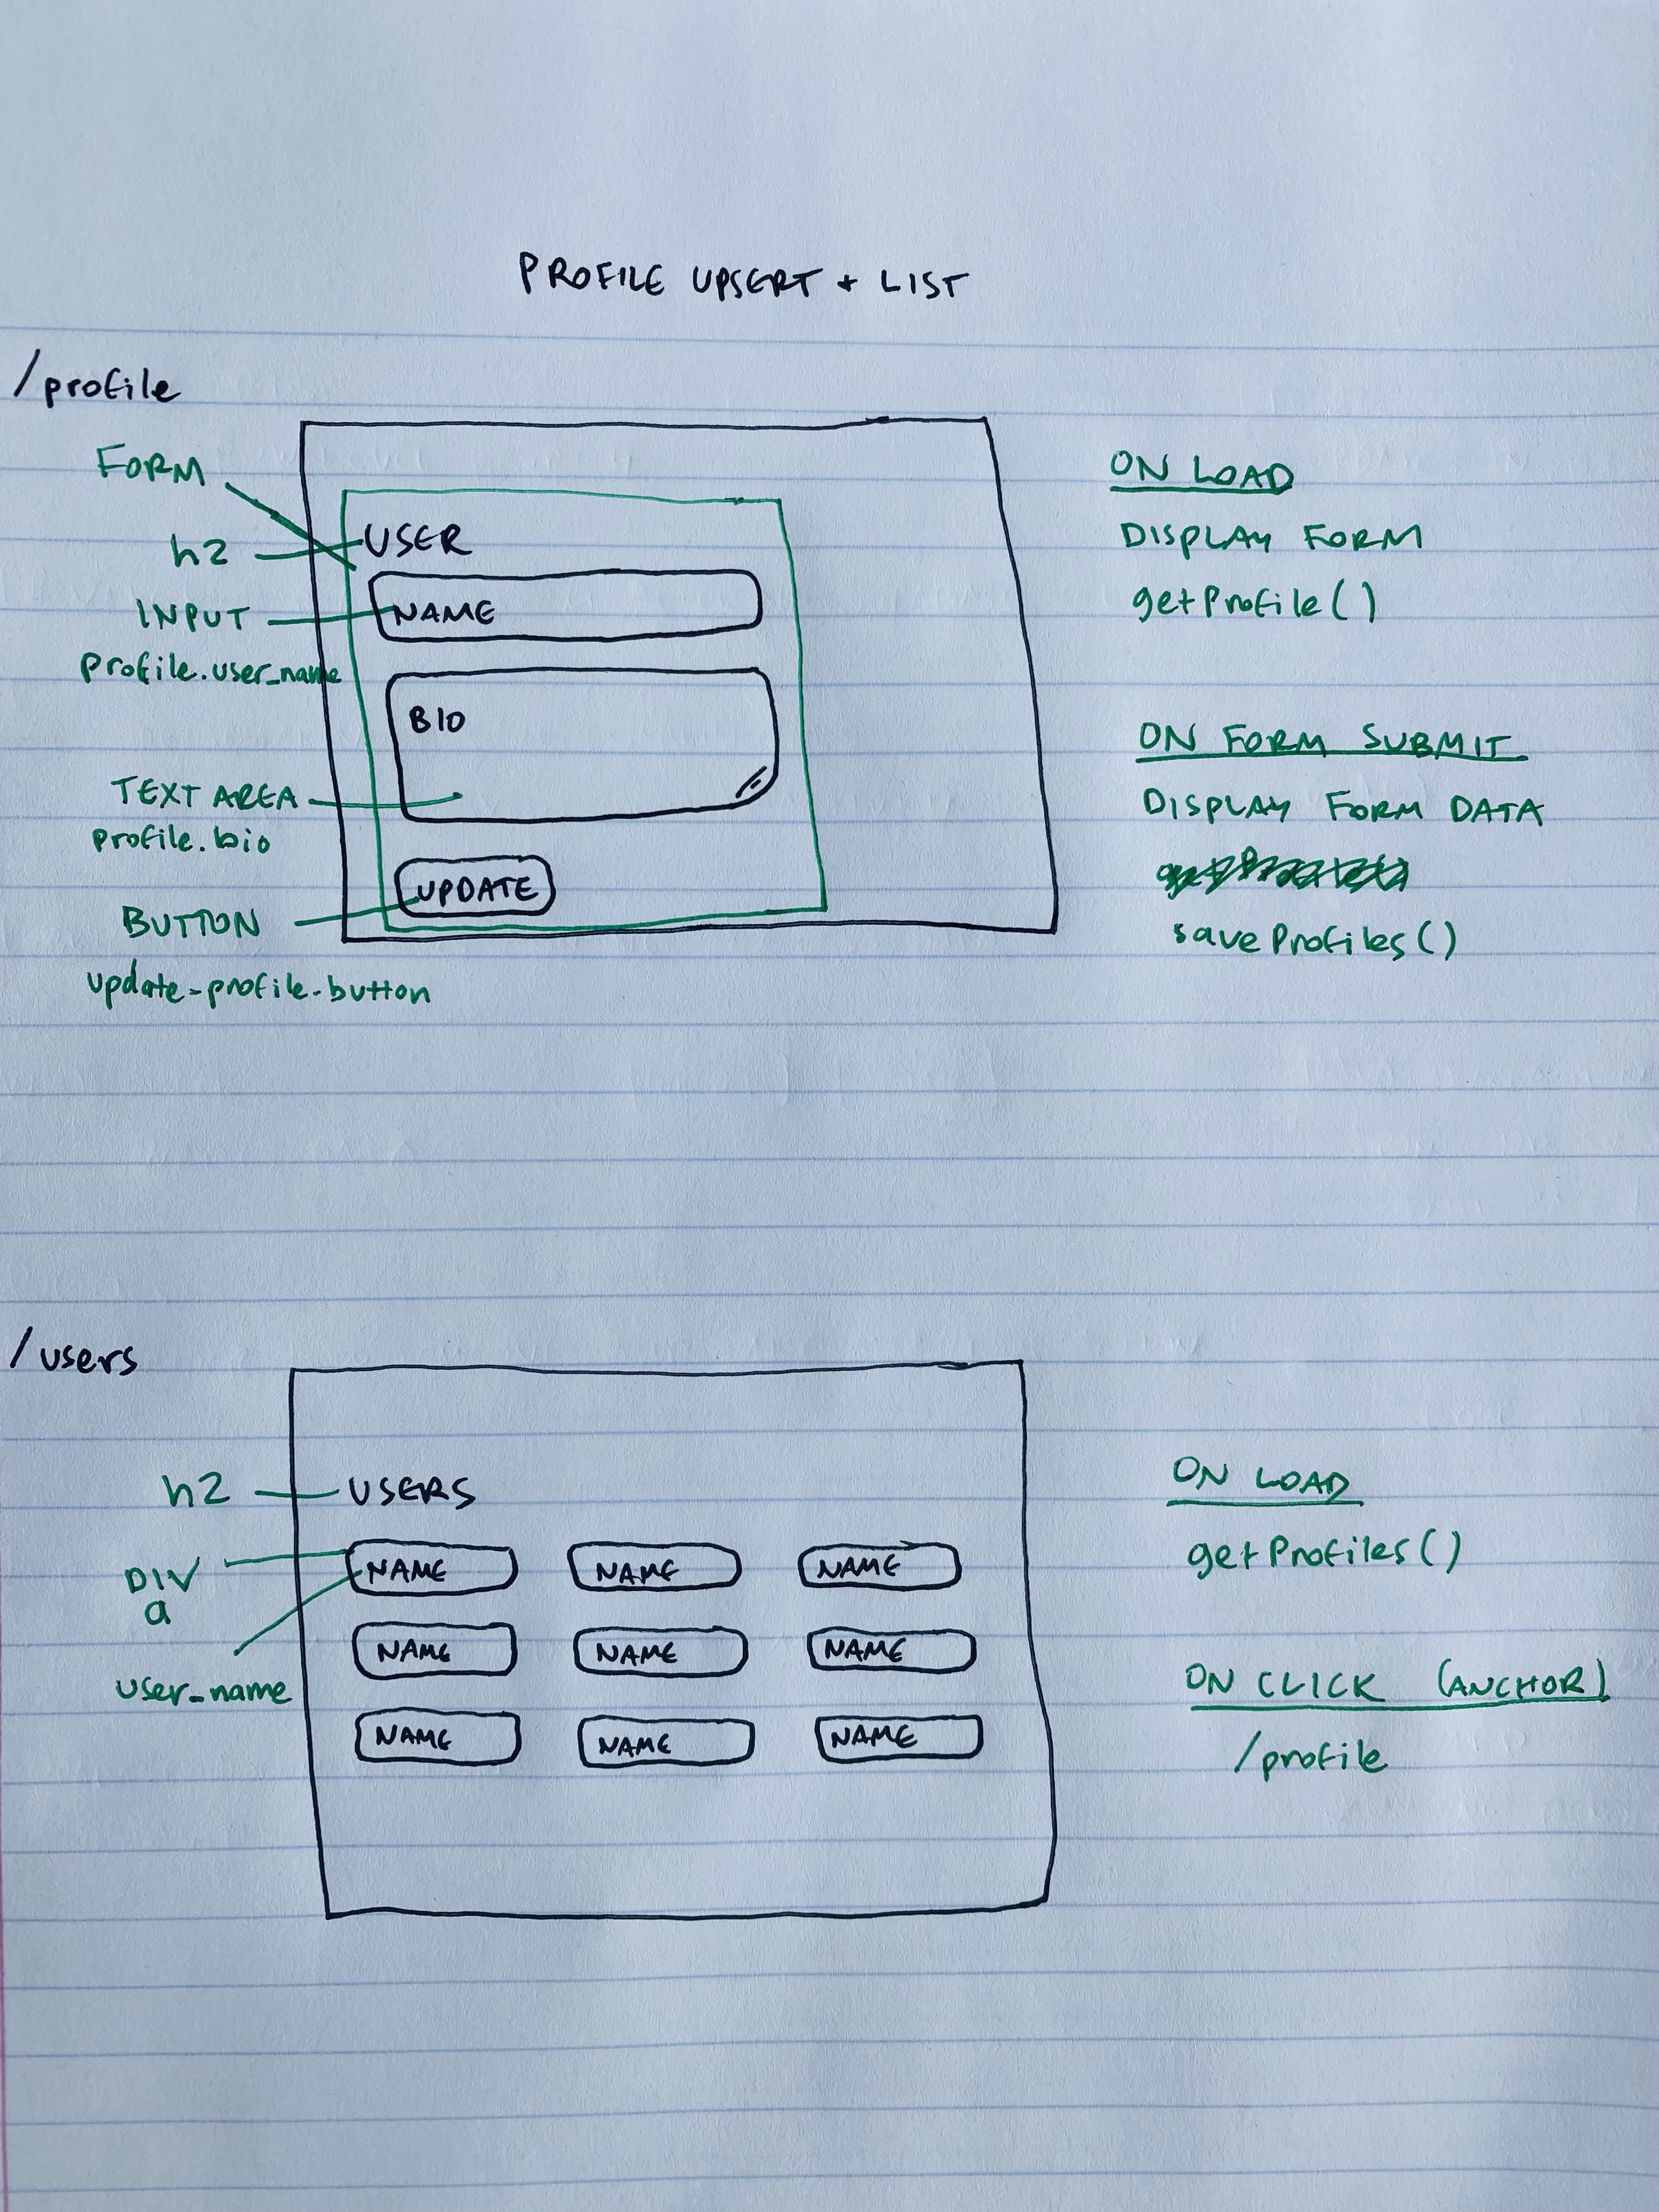 PROFILE UPSERT + LIST
/profile
FORM
h2
USER
INPUT
NAME
profile.user_name
BIO
TEXT AREA
profile.bio
UPDATE
BUTTON
update-profile-button
ON LOAD
DISPLAY FORM
getProfile()
ON FORM SUBMIT
DISPLAY FORM DATA
saveProfiles()
/users
h2
USERS
DIV
a
user_name
NAME NAME NAME
NAME NAME NAME
NAME NAME NAME
ON LOAD
getProfiles()
ON CLICK (ANCHOR)
/profile